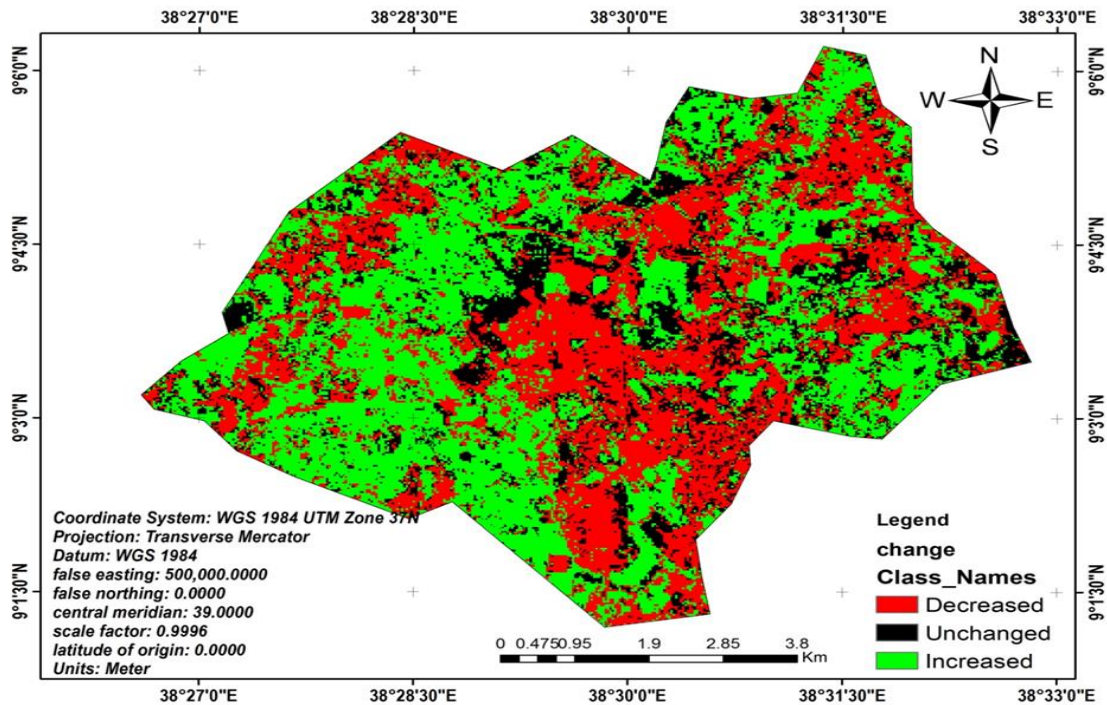 38°27'0"E 38°28'30"E 38°30'0"E 38°31'30"E 38°33'0"E
9°6'0"N 9°6'0"N
N
W E
S
9°4'30"N 9°4'30"N
9°3'0"N 9°3'0"N
Coordinate System: WGS 1984 UTM Zone 37N
Projection: Transverse Mercator
Datum: WGS 1984
false easting: 500,000.0000
false northing: 0.0000
central meridian: 39.0000
scale factor: 0.9996
latitude of origin: 0.0000
Units: Meter
Legend
change
Class_Names
Decreased
Unchanged
Increased
9°1'30"N 9°1'30"N
0 0.475 0.95 1.9 2.85 3.8
Km
38°27'0"E 38°28'30"E 38°30'0"E 38°31'30"E 38°33'0"E